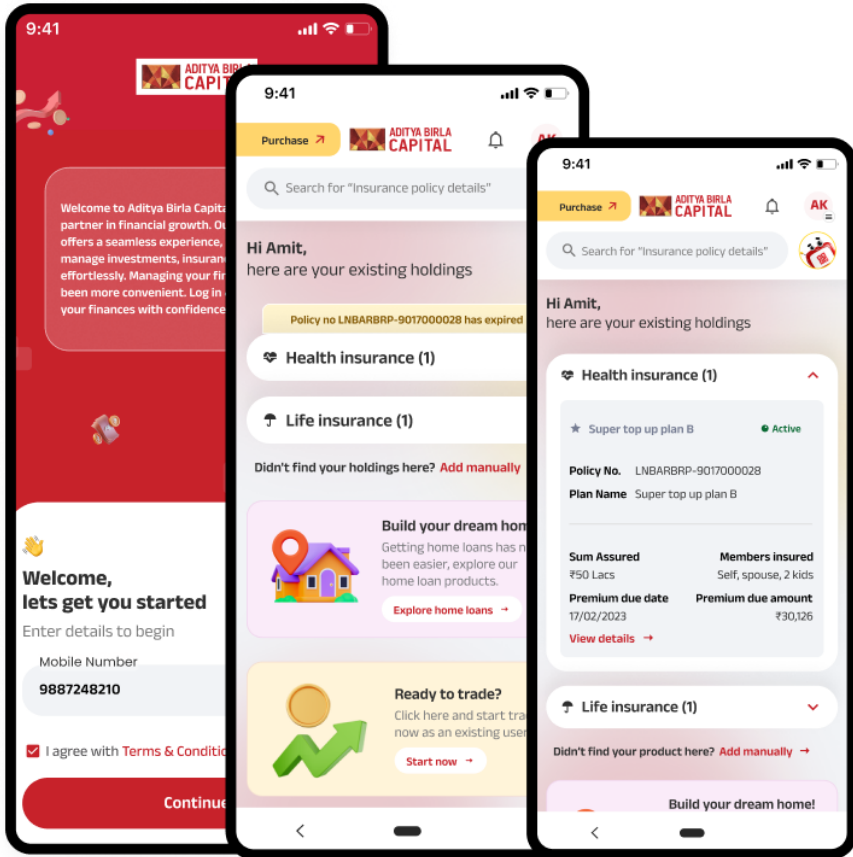 9:41
ADITYA BIRLA
CAPIT
Welcome to Aditya Birla Capita
partner in financial growth. Ou
offers a seamless experience,
manage investments, insuran
effortlessly. Managing your fin
been more convenient. Log in
your finances with confidence
Welcome,
lets get you started
Enter details to begin
Mobile Number
9887248210
I agree with Terms & Conditio
Continue
9:41
Purchase
ADITYA BIRLA
CAPITAL
AK
Search for "Insurance policy details"
Hi Amit,
here are your existing holdings
Policy no LNBARBRP-9017000028 has expired
Health insurance (1)
Life insurance (1)
Didn't find your holdings here? Add manually
Build your dream hom
Getting home loans has n
been easier, explore our
home loan products.
Explore home loans →
Ready to trade?
Click here and start tra
now as an existing user
Start now →
9:41
Purchase
ADITYA BIRLA
CAPITAL
AK
Search for "Insurance policy details"
Hi Amit,
here are your existing holdings
Health insurance (1)
Super top up plan B Active
Policy No. LNBARBRP-9017000028
Plan Name Super top up plan B
Sum Assured Members insured
₹50 Lacs Self, spouse, 2 kids
Premium due date Premium due amount
17/02/2023 ₹30,126
View details →
Life insurance (1)
Didn't find your product here? Add manually →
Build your dream home!